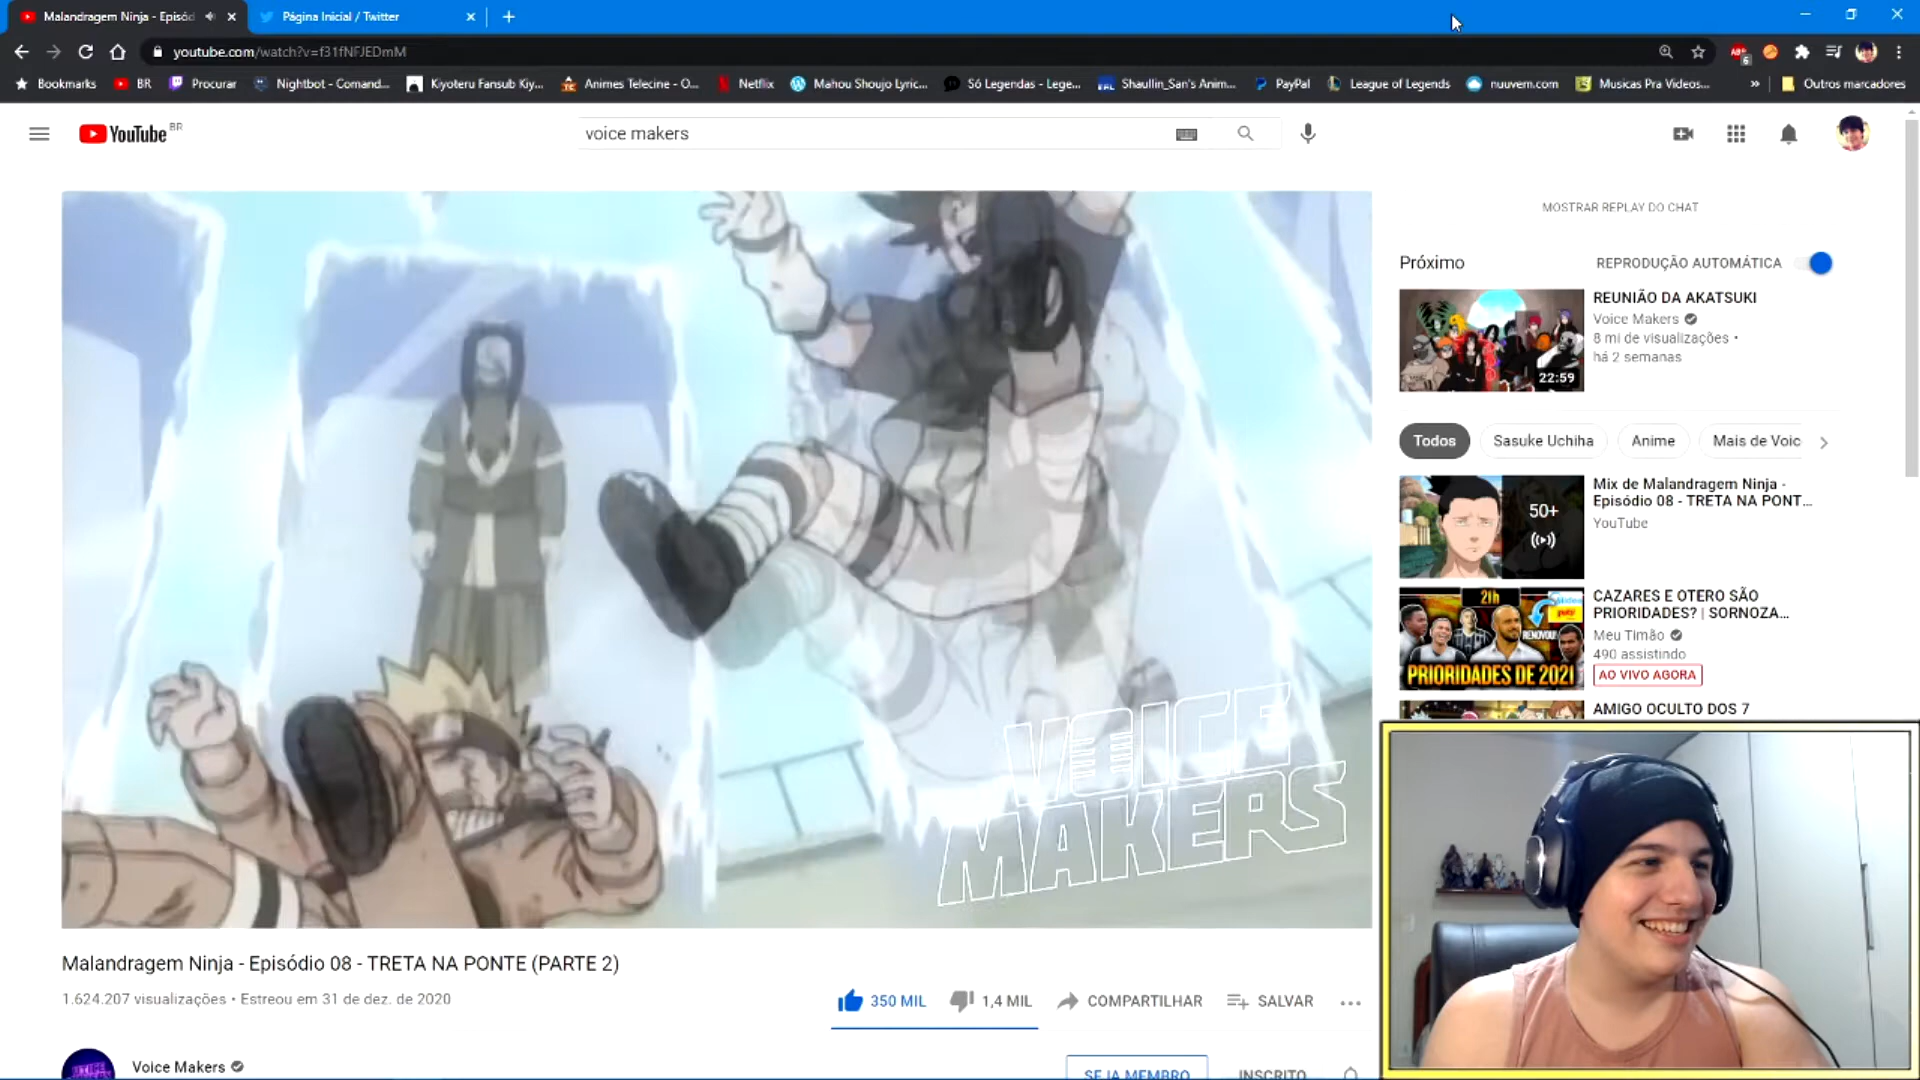 Malandragem Ninja - Episód
Página Inicial / Twitter
youtube.com/watch?v=f31fNFJEDmM
Bookmarks
BR
Procurar
Nightbot - Comand...
Kiyoteru Fansub Kiy...
Animes Telecine - O...
Netflix
Mahou Shoujo Lyric...
Só Legendas - Lege...
Shaullin_San's Anim...
PayPal
League of Legends
nuuvem.com
Musicas Pra Videos...
»
Outros marcadores
YouTube BR
voice makers
MOSTRAR REPLAY DO CHAT
Próximo
REPRODUÇÃO AUTOMÁTICA
REUNIÃO DA AKATSUKI
Voice Makers
8 mi de visualizações •
há 2 semanas
22:59
Todos
Sasuke Uchiha
Anime
Mais de Voic
50+
Mix de Malandragem Ninja -
Episódio 08 - TRETA NA PONT...
YouTube
21h
RENOVOU
PRIORIDADES DE 2021
CAZARES E OTERO SÃO
PRIORIDADES? | SORNOZA...
Meu Timão
490 assistindo
AO VIVO AGORA
AMIGO OCULTO DOS 7
VOICE
MAKERS
Malandragem Ninja - Episódio 08 - TRETA NA PONTE (PARTE 2)
1.624.207 visualizações • Estreou em 31 de dez. de 2020
350 MIL
1,4 MIL
COMPARTILHAR
SALVAR
Voice Makers
SEJA MEMBRO
INSCRITO